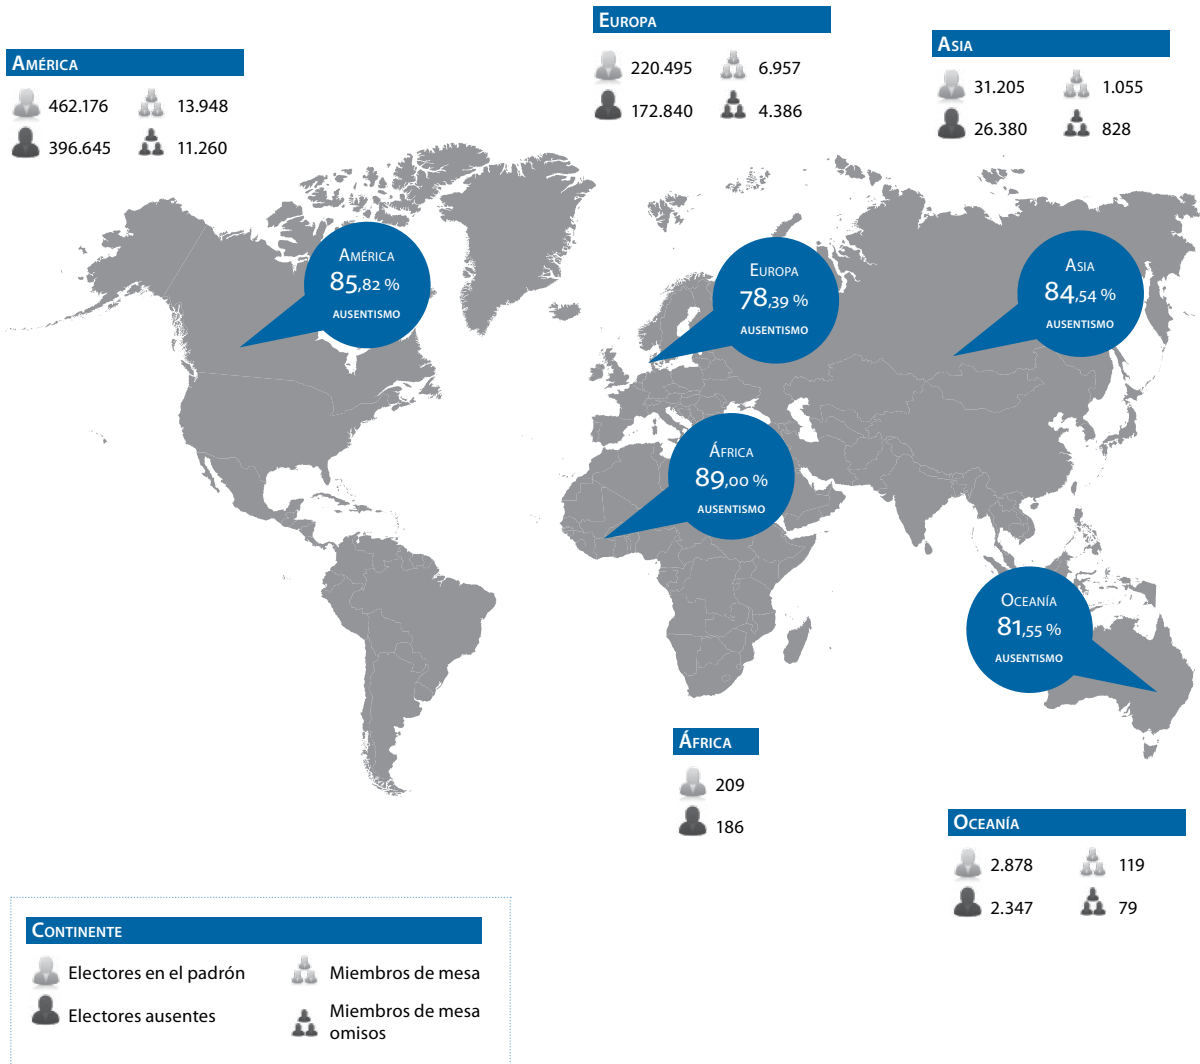 América
462.176 13.948
396.645 11.260
Europa
220.495 6.957
172.840 4.386
Asia
31.205 1.055
26.380 828
América
85,82 %
ausentismo
Europa
78,39 %
ausentismo
Asia
84,54 %
ausentismo
África
89,00 %
ausentismo
Oceanía
81,55 %
ausentismo
África
209
186
Oceanía
2.878 119
2.347 79
Continente
Electores en el padrón
Miembros de mesa
Electores ausentes
Miembros de mesa
omisos